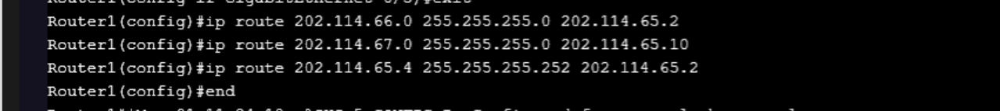 Router1(config)#ip route 202.114.66.0 255.255.255.0 202.114.65.2
Router1(config)#ip route 202.114.67.0 255.255.255.0 202.114.65.10
Router1(config)#ip route 202.114.65.4 255.255.255.252 202.114.65.2
Router1(config)#end